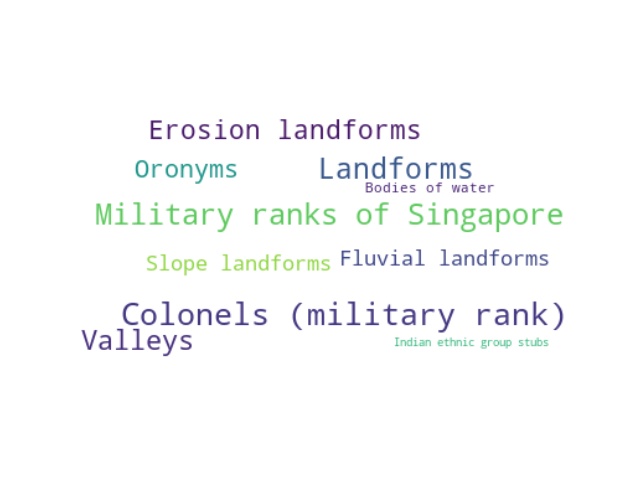 Erosion landforms
Oronyms
Landforms
Bodies of water
Military ranks of Singapore
Slope landforms
Fluvial landforms
Colonels (military rank)
Valleys
Indian ethnic group stubs